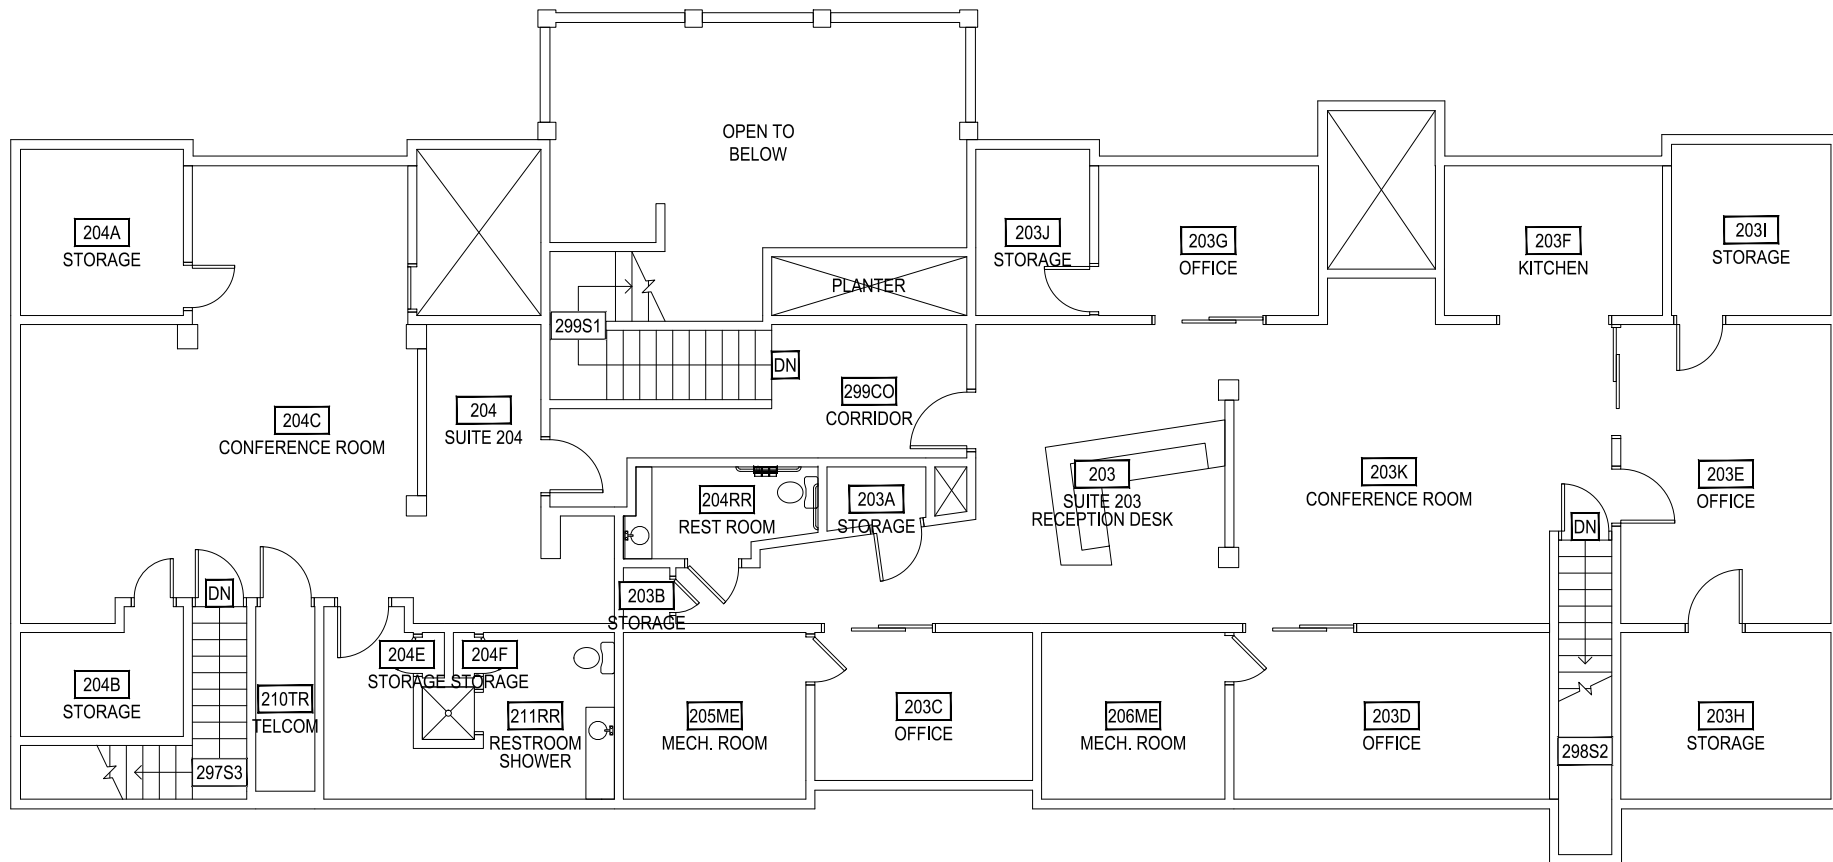 OPEN TO
BELOW
204A
STORAGE
203J
STORAGE
203G
OFFICE
203F
KITCHEN
203I
STORAGE
PLANTER
299S1
DN
299CO
CORRIDOR
204C
CONFERENCE ROOM
204
SUITE 204
204RR
REST ROOM
203A
STORAGE
203
SUITE 203
RECEPTION DESK
203K
CONFERENCE ROOM
203E
OFFICE
DN
DN
203B
STORAGE
204E
STORAGE
204F
STORAGE
204B
STORAGE
210TR
TELCOM
211RR
RESTROOM
SHOWER
205ME
MECH. ROOM
203C
OFFICE
206ME
MECH. ROOM
203D
OFFICE
203H
STORAGE
297S3
298S2